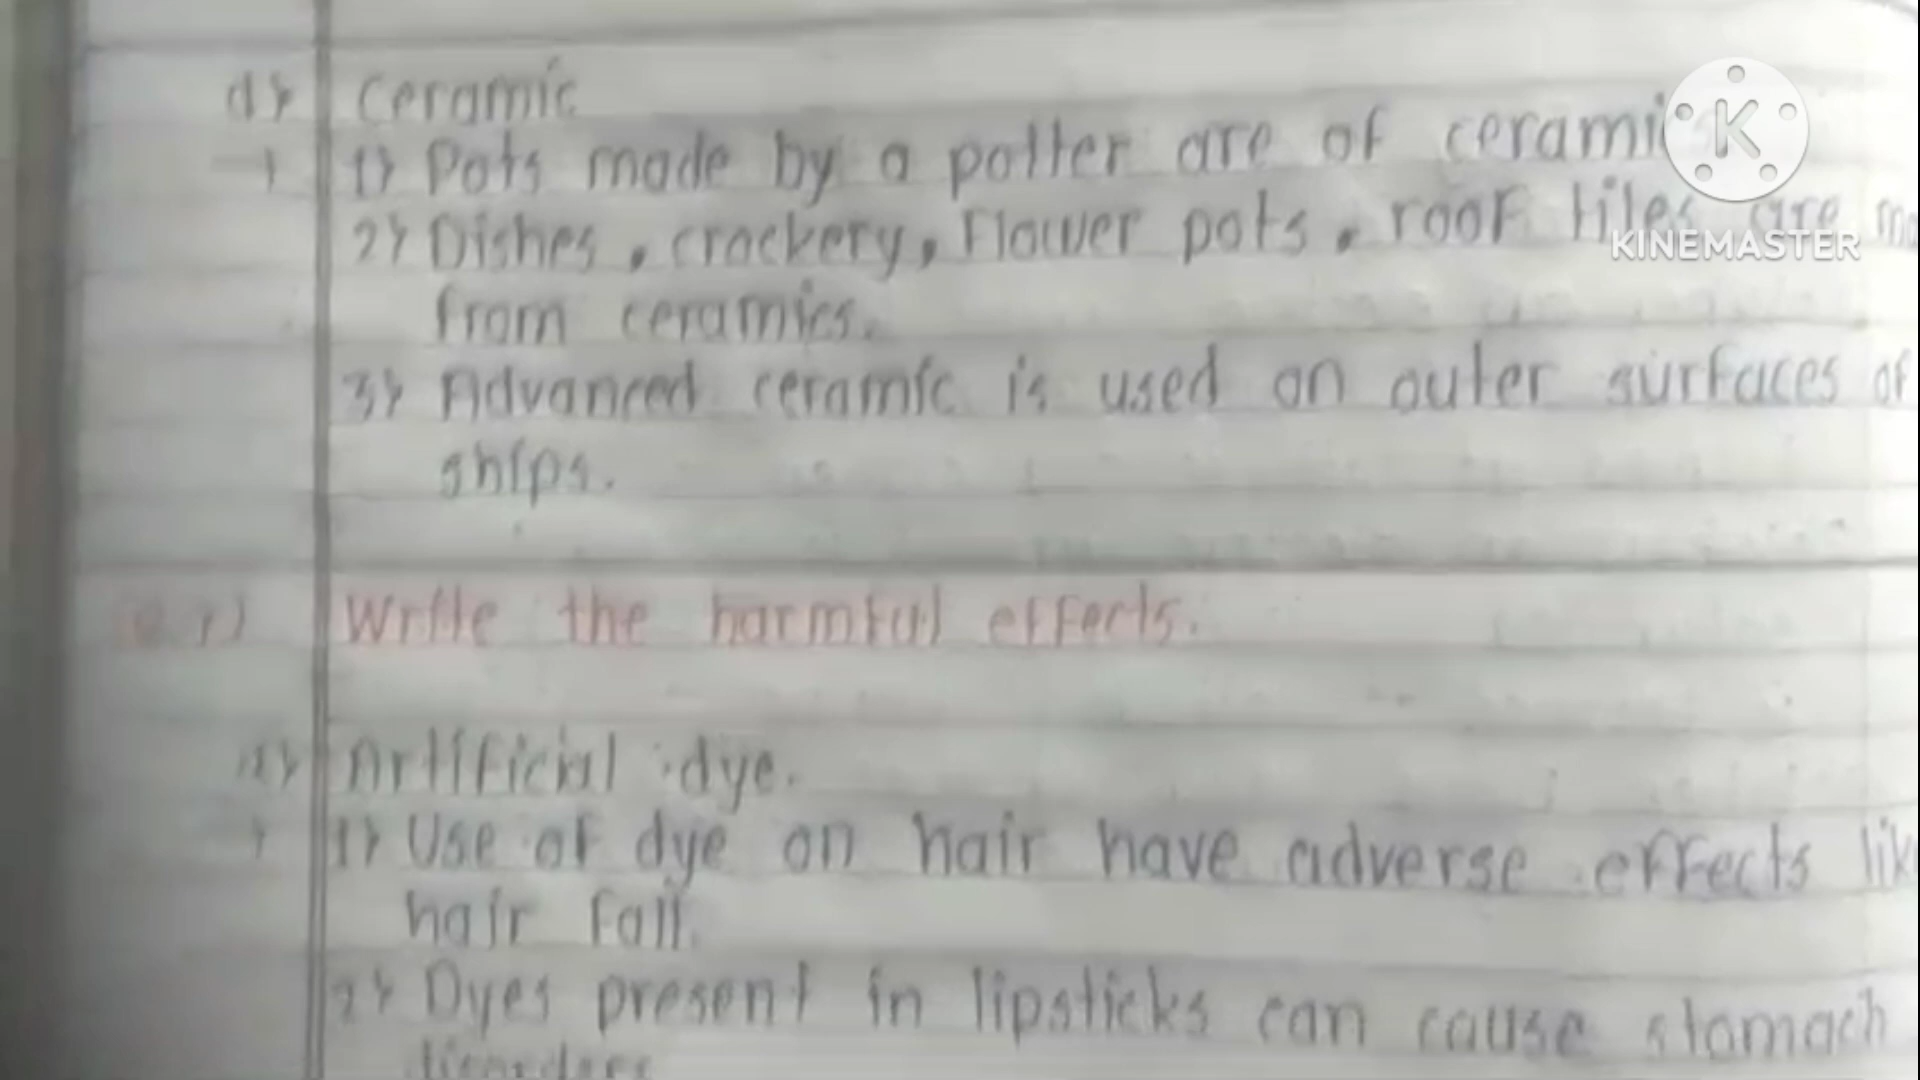 d) Ceramic
→ 1) Pots made by a potter are of cerami
2) Dishes, crockery, Flower pots, roof tiles are
from ceramics.
3) Advanced ceramic is used on outer surfaces of
ships.
Write the harmful effects.
Artificial dye.
1) Use of dye on hair have adverse effects
hair fall.
2) Dyes present in lipsticks can cause stomach
K
KINEMASTER